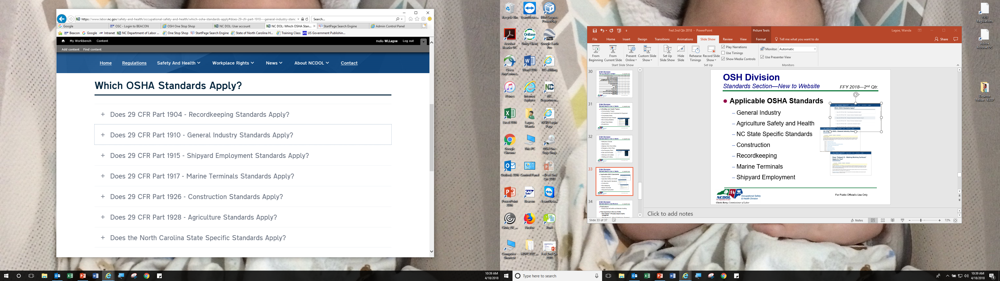 https://www.labor.nc.gov/safety-and-health/occupational-safety-and-health/which-osha-standards-apply#does-29-cfr-part-1910---general-industry-stanc
Search...
Google
OSC - Login to BEACON
OSH One Stop Shop
NC DOL: User account
NC DOL: Which OSHA Stan...
StartPage Search Engine
Admin Control Panel
Beacon
Google
Intranet
NC Department of Labor ...
One Stop Shop
StartPage Search Engine
State of North Carolina H...
Training Class
US Government Publishin...
My Workbench
Content
Hello WLLagoe
Log out
Add content
Find content
Home
Regulations
Safety And Health
Workplace Rights
News
About NCDOL
Contact
Which OSHA Standards Apply?
+ Does 29 CFR Part 1904 - Recordkeeping Standards Apply?
+ Does 29 CFR Part 1910 - General Industry Standards Apply?
+ Does 29 CFR Part 1915 - Shipyard Employment Standards Apply?
+ Does 29 CFR Part 1917 - Marine Terminals Standards Apply?
+ Does 29 CFR Part 1926 - Construction Standards Apply?
+ Does 29 CFR Part 1928 - Agriculture Standards Apply?
+ Does the North Carolina State Specific Standards Apply?
10:39 AM
4/18/2018
Recycle Bin
TeamViewe...
IBM Cognos
PowerPlay
Acrobat
Reader DC
Unity Client
Google Earth
Pro
Cisco
AnyConne...
Word 2016
ITS eBilling
iTunes
Internet
Explorer
NC
Departmen...
Excel 2016
Lagoe,
Wanda
NCID Login
Page
Google
Chrome
This PC
OSH One
Stop Shop
Outlook 2016
Control Panel
~$Fed 2nd
Qtr 2018
PowerPoint
2016
Beacon
TeamView...
Citrix_DE_...
Firefox
Xtnd
Computer -
Shortcut
HDPCTU2_...
Fed 2nd Qtr
2018
Fed 2nd Qtr 2018 - PowerPoint
Picture Tools
Lagoe, Wanda
File
Home
Insert
Design
Transitions
Animations
Slide Show
Review
View
Format
Tell me what you want to do
Share
From
Beginning
From
Current Slide
Present
Online
Custom Slide
Show
Set Up
Slide Show
Hide
Slide
Rehearse
Timings
Record Slide
Show
Play Narrations
Use Timings
Show Media Controls
Monitor: Automatic
Use Presenter View
Start Slide Show
Set Up
Monitors
30
31
32
33
34
OSH Division
Standards Section—New to Website
FFY 2018—2nd Qtr.
Applicable OSHA Standards
– General Industry
– Agriculture Safety and Health
– NC State Specific Standards
– Construction
– Recordkeeping
– Marine Terminals
– Shipyard Employment
Which OSHA Standards Apply?
Does "Subpart D - Walking-Working Surfaces"
Apply to You?
NCDOL
Occupational Safety
& Health Division
Cherie Berry, Commissioner of Labor
For Public Official's Use Only
Click to add notes
Slide 33 of 37
Notes
72%
1910
Regulations
Adobe
Acrobat DC
Desktop
Folder - KEEP
Type here to search
10:39 AM
4/18/2018